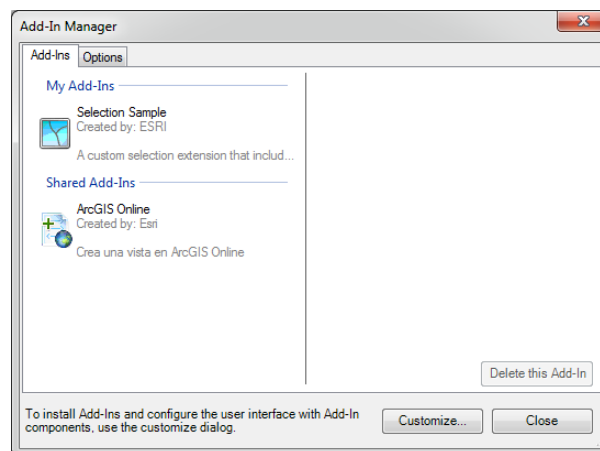 Add-In Manager
Add-Ins
Options
My Add-Ins
Selection Sample
Created by: ESRI
A custom selection extension that includ...
Shared Add-Ins
ArcGIS Online
Created by: Esri
Crea una vista en ArcGIS Online
Delete this Add-In
To install Add-Ins and configure the user interface with Add-In
components, use the customize dialog.
Customize...
Close